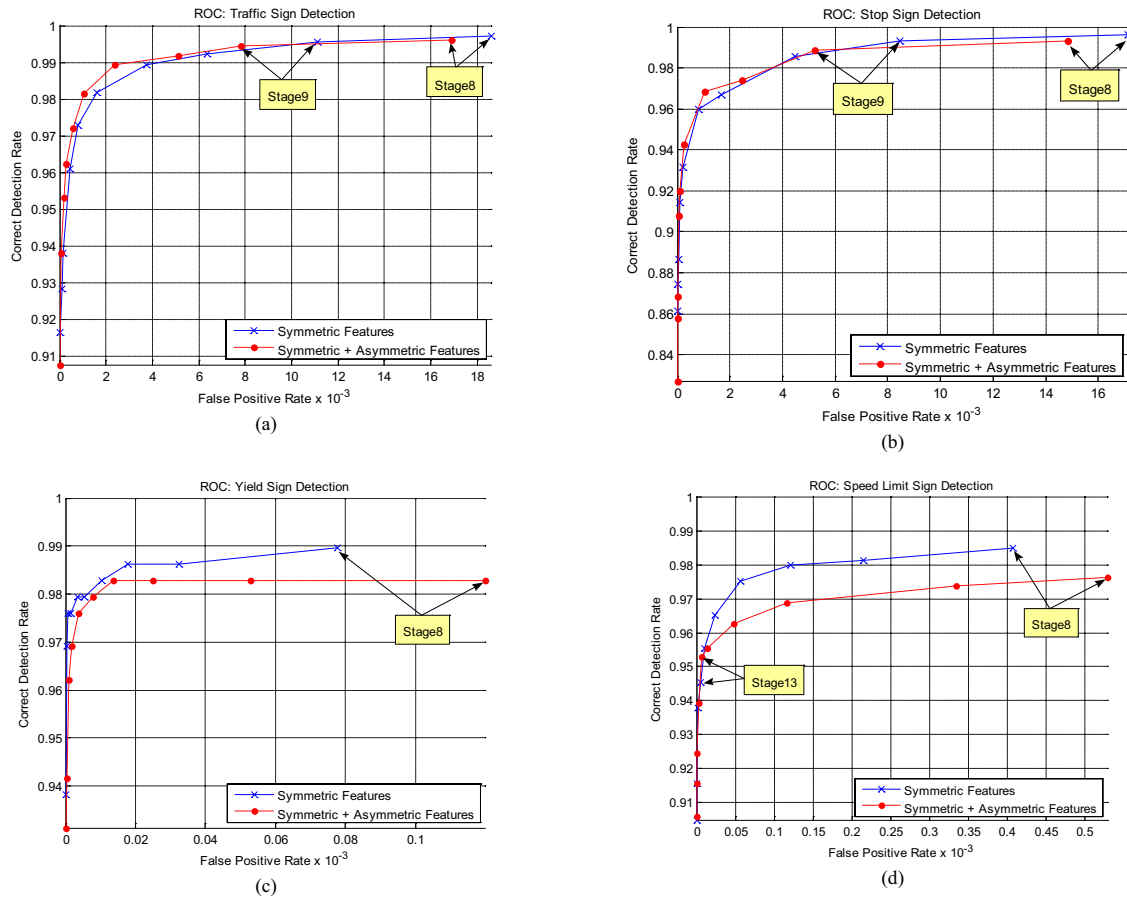 ROC: Traffic Sign Detection
1
0.99
0.98
0.97
0.96
0.95
0.94
0.93
0.92
0.91
Correct Detection Rate
0 2 4 6 8 10 12 14 16 18
False Positive Rate x 10-3
Stage9
Stage8
Symmetric Features
Symmetric + Asymmetric Features
(a)
ROC: Stop Sign Detection
1
0.98
0.96
0.94
0.92
0.9
0.88
0.86
0.84
Correct Detection Rate
0 2 4 6 8 10 12 14 16
False Positive Rate x 10-3
Stage9
Stage8
Symmetric Features
Symmetric + Asymmetric Features
(b)
ROC: Yield Sign Detection
1
0.99
0.98
0.97
0.96
0.95
0.94
Correct Detection Rate
0 0.02 0.04 0.06 0.08 0.1
False Positive Rate x 10-3
Stage8
Symmetric Features
Symmetric + Asymmetric Features
(c)
ROC: Speed Limit Sign Detection
1
0.99
0.98
0.97
0.96
0.95
0.94
0.93
0.92
0.91
Correct Detection Rate
0 0.05 0.1 0.15 0.2 0.25 0.3 0.35 0.4 0.45 0.5
False Positive Rate x 10-3
Stage8
Stage13
Symmetric Features
Symmetric + Asymmetric Features
(d)